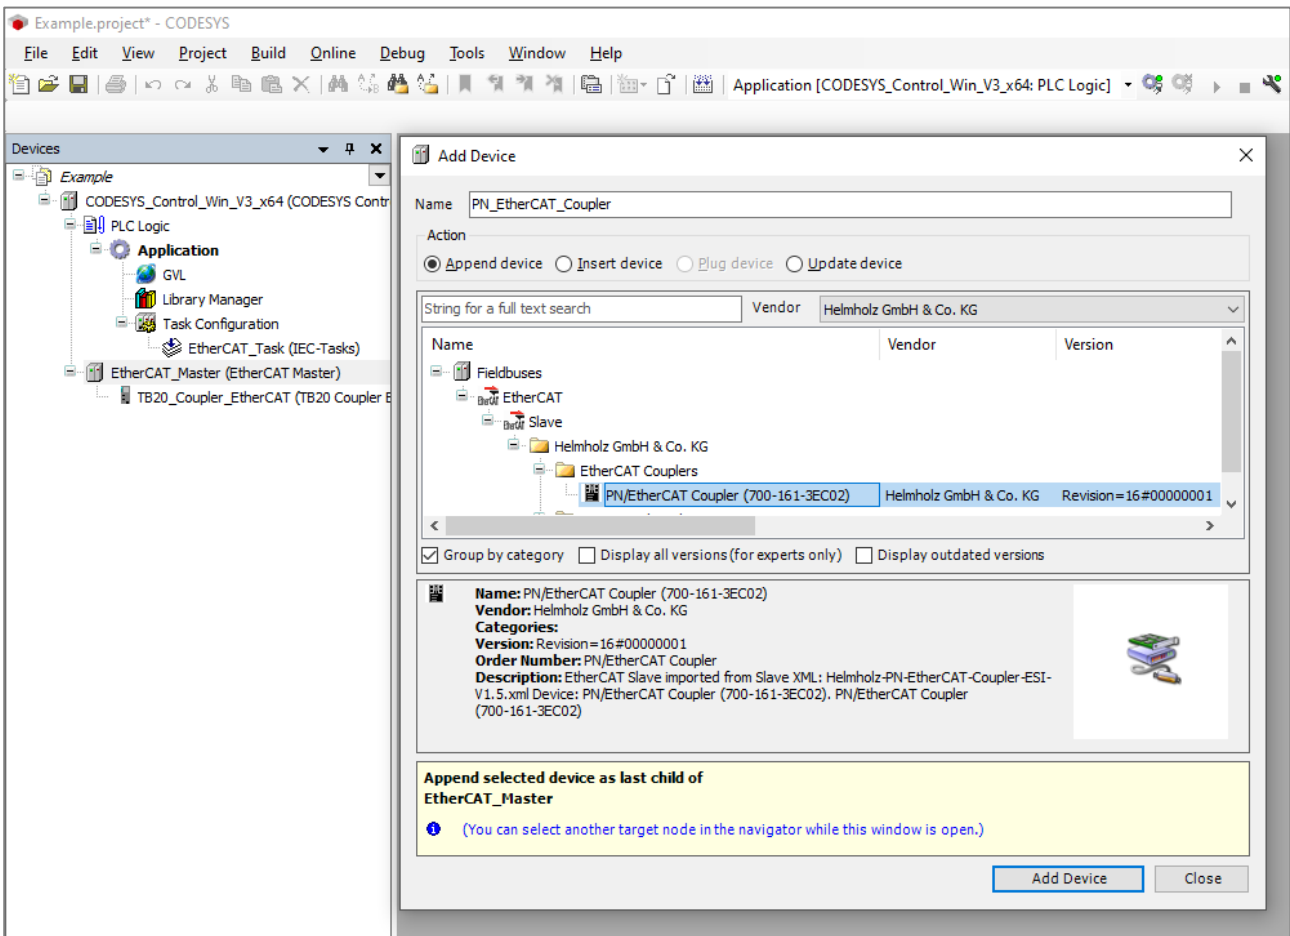 Example.project* - CODESYS
File Edit View Project Build Online Debug Tools Window Help
Application [CODESYS_Control_Win_V3_x64: PLC Logic]
Devices
Example
CODESYS_Control_Win_V3_x64 (CODESYS Contr
PLC Logic
Application
GVL
Library Manager
Task Configuration
EtherCAT_Task (IEC-Tasks)
EtherCAT_Master (EtherCAT Master)
TB20_Coupler_EtherCAT (TB20 Coupler E
Add Device
Name PN_EtherCAT_Coupler
Action
Append device Insert device Plug device Update device
String for a full text search Vendor Helmholz GmbH & Co. KG
Name Vendor Version
Fieldbuses
EtherCAT
Slave
Helmholz GmbH & Co. KG
EtherCAT Couplers
PN/EtherCAT Coupler (700-161-3EC02) Helmholz GmbH & Co. KG Revision=16#00000001
Group by category Display all versions (for experts only) Display outdated versions
Name: PN/EtherCAT Coupler (700-161-3EC02)
Vendor: Helmholz GmbH & Co. KG
Categories:
Version: Revision=16#00000001
Order Number: PN/EtherCAT Coupler
Description: EtherCAT Slave imported from Slave XML: Helmholz-PN-EtherCAT-Coupler-ESI-
V1.5.xml Device: PN/EtherCAT Coupler (700-161-3EC02). PN/EtherCAT Coupler
(700-161-3EC02)
Append selected device as last child of
EtherCAT_Master
(You can select another target node in the navigator while this window is open.)
Add Device Close